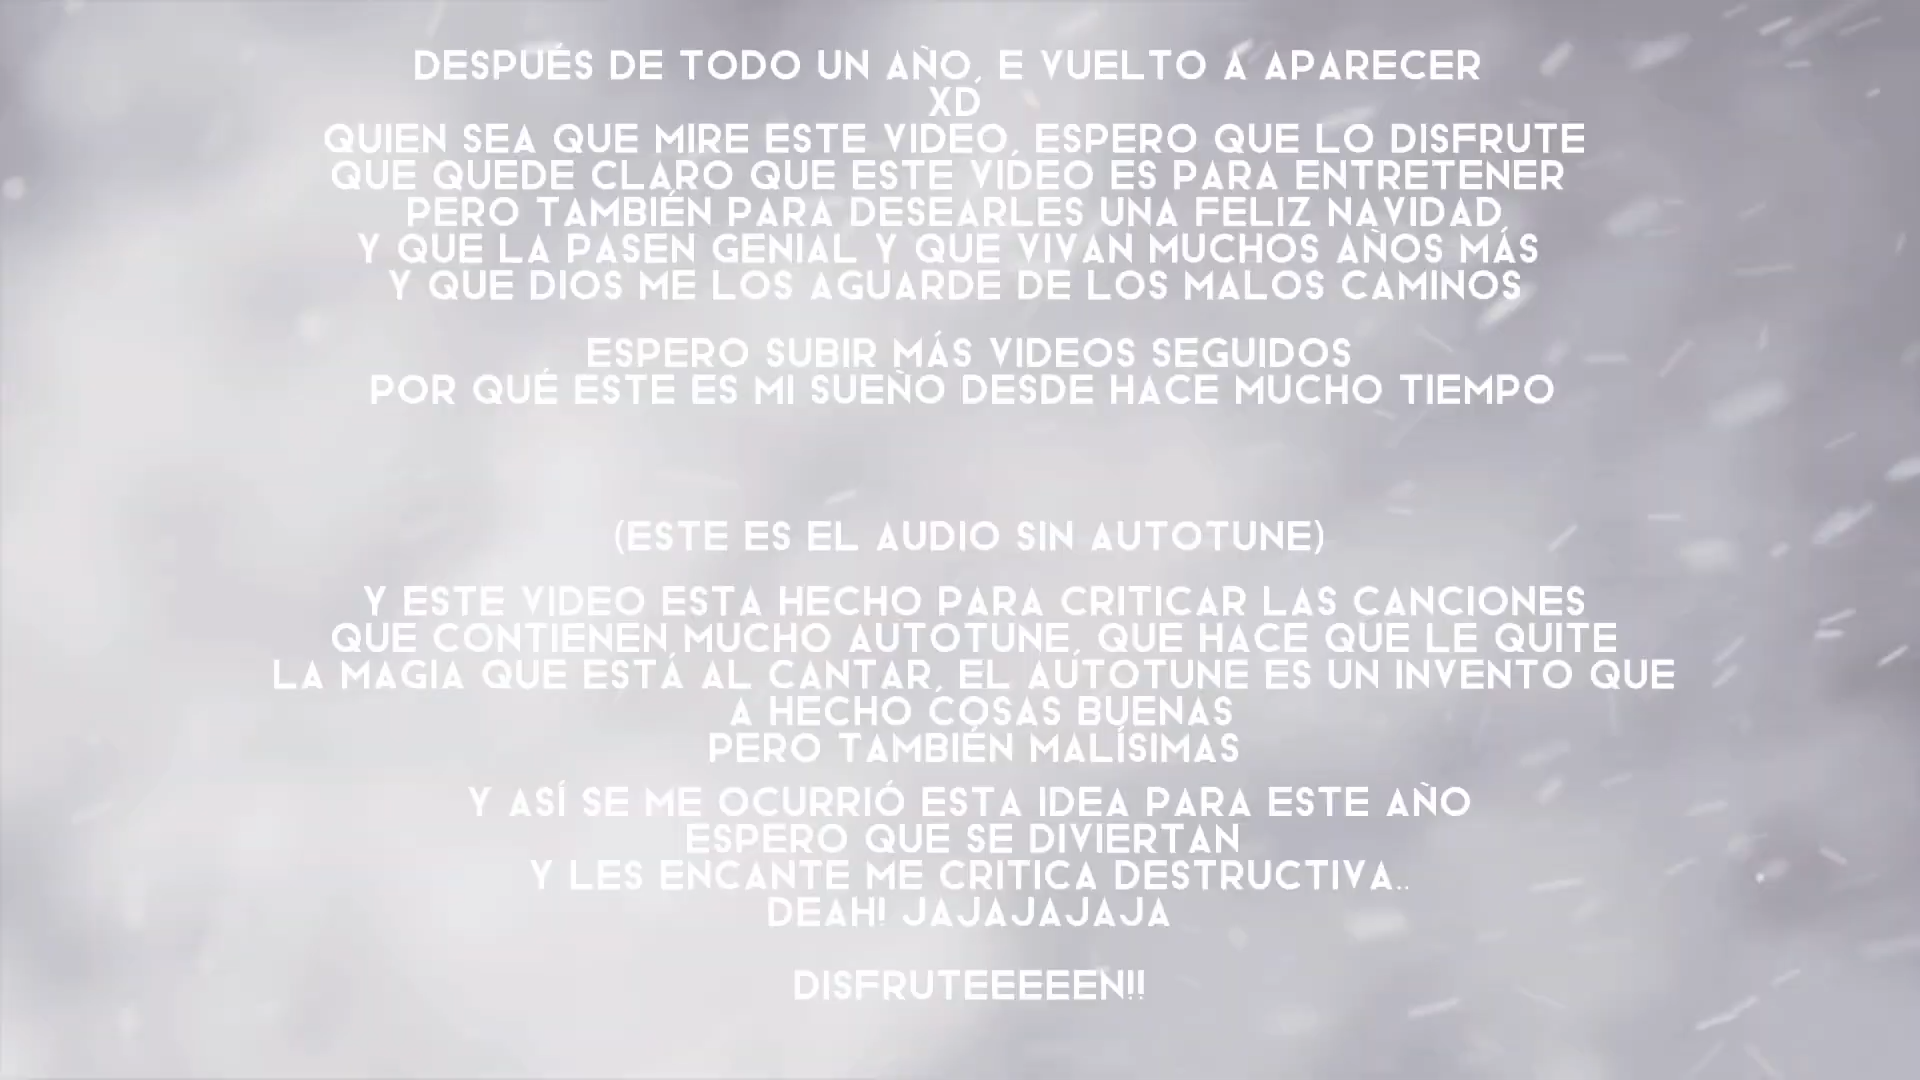 DESPUÉS DE TODO UN AÑO, E VUELTO A APARECER
XD
QUIEN SEA QUE MIRE ESTE VIDEO, ESPERO QUE LO DISFRUTE
QUE QUEDE CLARO QUE ESTE VÍDEO ES PARA ENTRETENER
PERO TAMBIÉN PARA DESEARLES UNA FELIZ NAVIDAD
Y QUE LA PASEN GENIAL Y QUE VIVAN MUCHOS AÑOS MÁS
Y QUE DIOS ME LOS AGUARDE DE LOS MALOS CAMINOS
ESPERO SUBIR MÁS VIDEOS SEGUIDOS
POR QUÉ ESTE ES MI SUEÑO DESDE HACE MUCHO TIEMPO
(ESTE ES EL AUDIO SIN AUTOTUNE)
Y ESTE VIDEO ESTA HECHO PARA CRITICAR LAS CANCIONES
QUE CONTIENEN MUCHO AUTOTUNE, QUE HACE QUE LE QUITE
LA MAGIA QUE ESTÁ AL CANTAR, EL AUTOTUNE ES UN INVENTO QUE
A HECHO COSAS BUENAS
PERO TAMBIÉN MALÍSIMAS
Y ASÍ SE ME OCURRIÓ ESTA IDEA PARA ESTE AÑO
ESPERO QUE SE DIVIERTAN
Y LES ENCANTE ME CRITICA DESTRUCTIVA..
DEAH! JAJAJAJAJA
DISFRUTEEEEEN!!